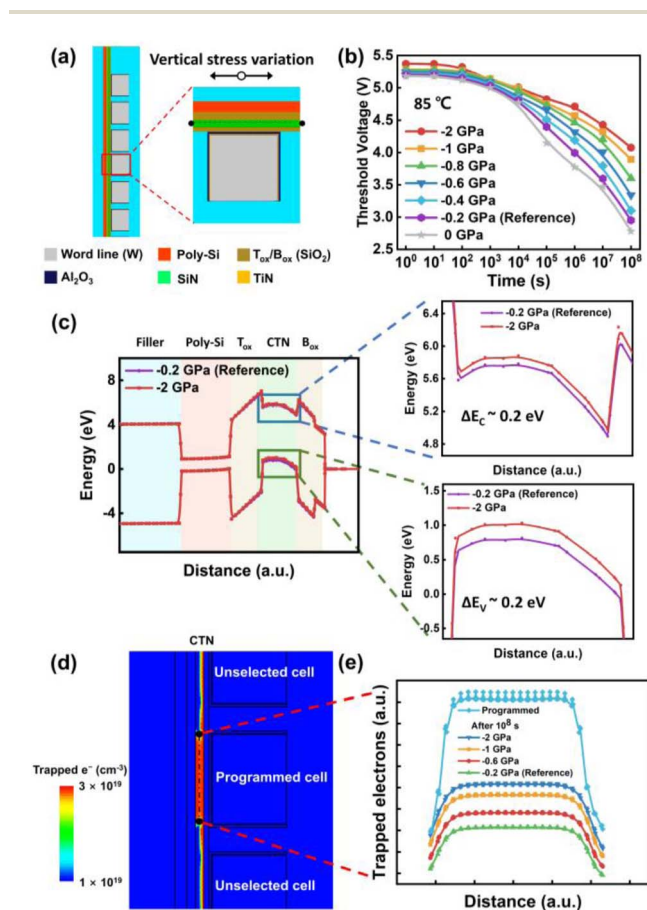 (a)
Vertical stress variation
Word line (W)
Poly-Si
Tox/Box (SiO2)
Al2O3
SiN
TiN
(b)
Threshold Voltage (V)
5.5
5.0
4.5
4.0
3.5
3.0
2.5
85 ℃
-2 GPa
-1 GPa
-0.8 GPa
-0.6 GPa
-0.4 GPa
-0.2 GPa (Reference)
0 GPa
10^0 10^1 10^2 10^3 10^4 10^5 10^6 10^7 10^8
Time (s)
(c)
Filler Poly-Si Tox CTN Box
-0.2 GPa (Reference)
-2 GPa
Energy (eV)
8
4
0
-4
Distance (a.u.)
-0.2 GPa (Reference)
-2 GPa
Energy (eV)
6.4
6.0
5.6
5.2
4.8
ΔEC ~ 0.2 eV
Distance (a.u.)
-0.2 GPa (Reference)
-2 GPa
Energy (eV)
1.5
1.0
0.5
0.0
-0.5
ΔEV ~ 0.2 eV
Distance (a.u.)
(d)
CTN
Unselected cell
Programmed cell
Unselected cell
Trapped e⁻ (cm⁻³)
3 × 10^19
1 × 10^19
(e)
Trapped electrons (a.u.)
Programmed
After 10^8 s
-2 GPa
-1 GPa
-0.6 GPa
-0.2 GPa (Reference)
Distance (a.u.)